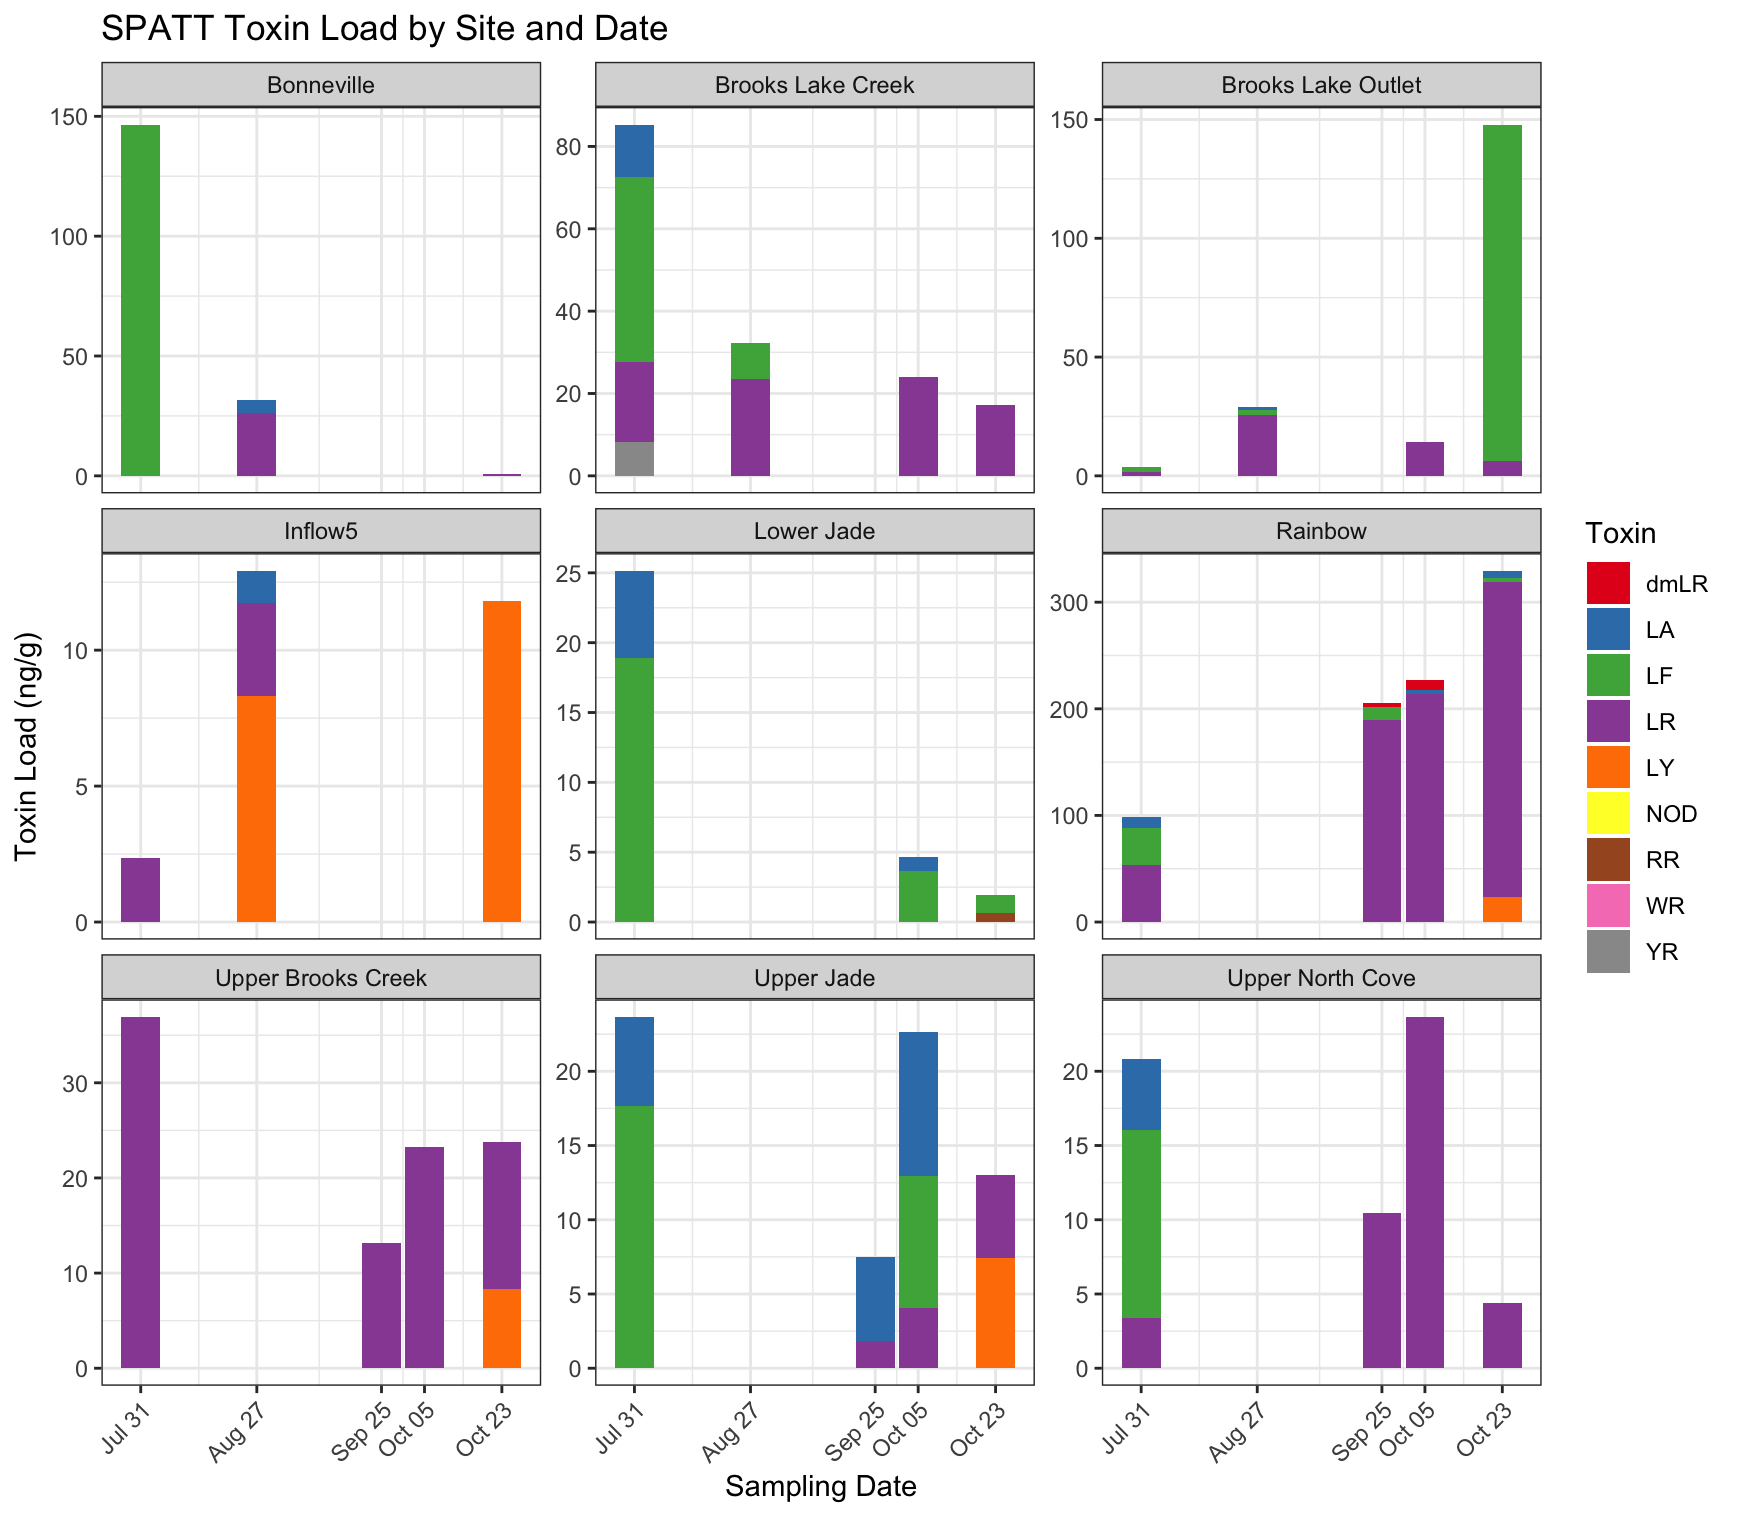 SPATT Toxin Load by Site and Date
Bonneville
Brooks Lake Creek
Brooks Lake Outlet
150
100
50
0
80
60
40
20
0
150
100
50
0
Inflow5
Lower Jade
Rainbow
10
5
0
25
20
15
10
5
0
300
200
100
0
Upper Brooks Creek
Upper Jade
Upper North Cove
30
20
10
0
20
15
10
5
0
20
15
10
5
0
Jul 31
Aug 27
Sep 25
Oct 05
Oct 23
Jul 31
Aug 27
Sep 25
Oct 05
Oct 23
Jul 31
Aug 27
Sep 25
Oct 05
Oct 23
Sampling Date
Toxin Load (ng/g)
Toxin
dmLR
LA
LF
LR
LY
NOD
RR
WR
YR